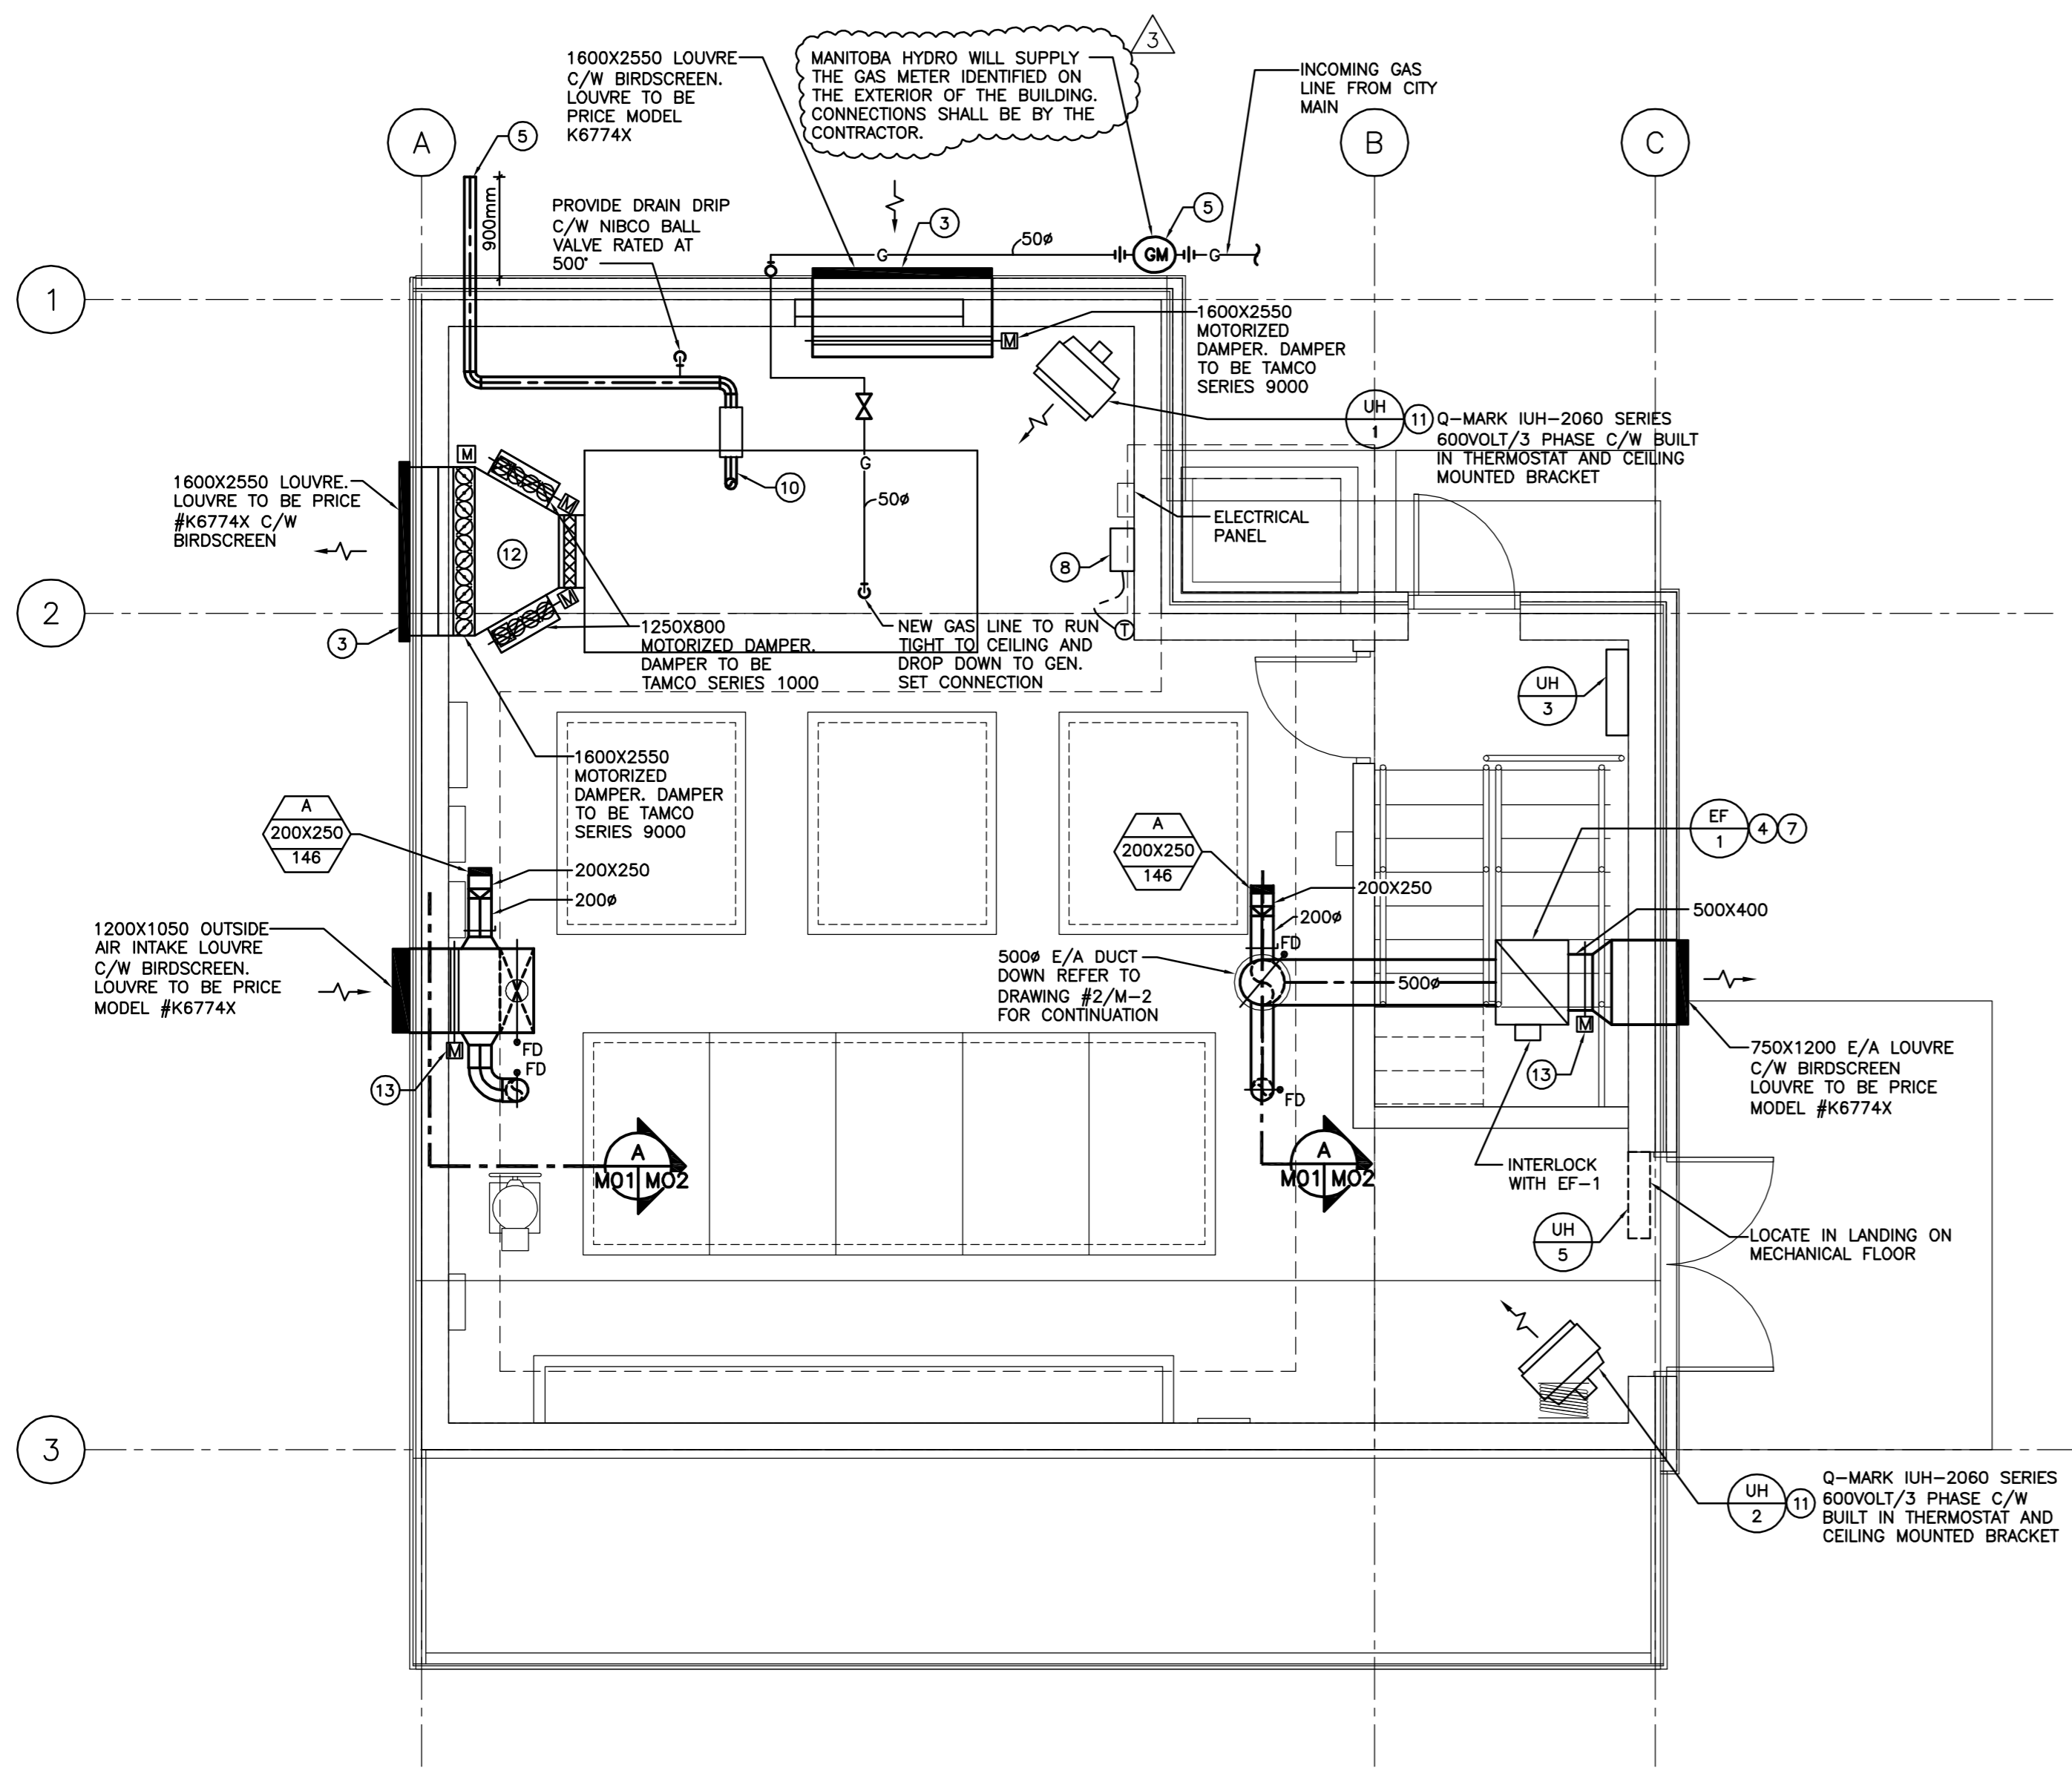 1600X2550 LOUVRE
C/W BIRDSCREEN.
LOUVRE TO BE
PRICE MODEL
K6774X
MANITOBA HYDRO WILL SUPPLY
THE GAS METER IDENTIFIED ON
THE EXTERIOR OF THE BUILDING.
CONNECTIONS SHALL BE BY THE
CONTRACTOR.
3
INCOMING GAS
LINE FROM CITY
MAIN
A
B
C
5
900mm
PROVIDE DRAIN DRIP
C/W NIBCO BALL
VALVE RATED AT
500°
3
5
50ø
G
GM
G
1
1600X2550
MOTORIZED
DAMPER. DAMPER
TO BE TAMCO
SERIES 9000
M
UH
1
11
Q-MARK IUH-2060 SERIES
600VOLT/3 PHASE C/W BUILT
IN THERMOSTAT AND CEILING
MOUNTED BRACKET
1600X2550 LOUVRE.
LOUVRE TO BE PRICE
#K6774X C/W
BIRDSCREEN
M
M
12
M
10
G
50ø
ELECTRICAL
PANEL
8
T
2
3
1250X800
MOTORIZED DAMPER.
DAMPER TO BE
TAMCO SERIES 1000
NEW GAS LINE TO RUN
TIGHT TO CEILING AND
DROP DOWN TO GEN.
SET CONNECTION
UH
3
1600X2550
MOTORIZED
DAMPER. DAMPER
TO BE TAMCO
SERIES 9000
A
200X250
146
200X250
200ø
A
200X250
146
200X250
200ø
EF
1
4
7
500X400
1200X1050 OUTSIDE
AIR INTAKE LOUVRE
C/W BIRDSCREEN.
LOUVRE TO BE PRICE
MODEL #K6774X
500ø E/A DUCT
DOWN REFER TO
DRAWING #2/M-2
FOR CONTINUATION
FD
500ø
M
FD
FD
M
13
FD
13
750X1200 E/A LOUVRE
C/W BIRDSCREEN
LOUVRE TO BE PRICE
MODEL #K6774X
A
M01 M02
A
M01 M02
INTERLOCK
WITH EF-1
UH
5
LOCATE IN LANDING ON
MECHANICAL FLOOR
3
UH
2
11
Q-MARK IUH-2060 SERIES
600VOLT/3 PHASE C/W
BUILT IN THERMOSTAT AND
CEILING MOUNTED BRACKET